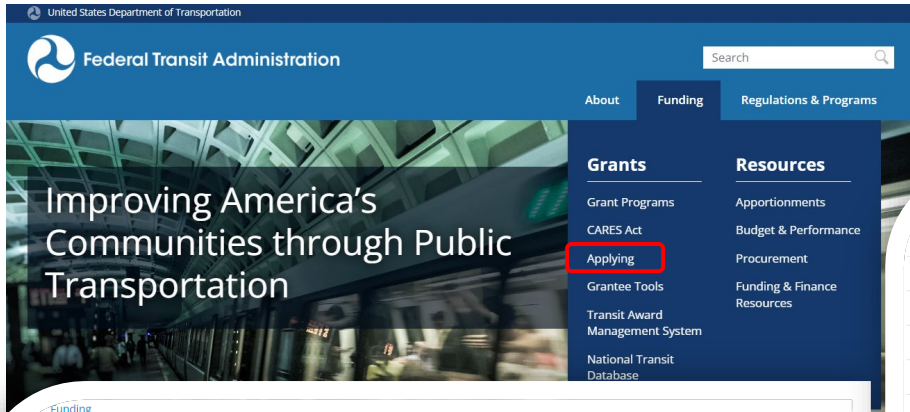 United States Department of Transportation
Federal Transit Administration
Search
About Funding Regulations & Programs
Improving America's
Communities through Public
Transportation
Grants
Grant Programs
CARES Act
Applying
Grantee Tools
Transit Award
Management System
National Transit
Database
Resources
Apportionments
Budget & Performance
Procurement
Funding & Finance
Resources
Funding